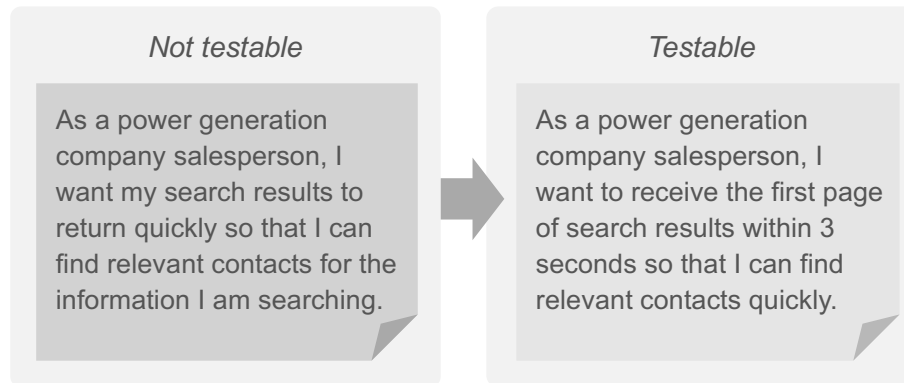 Not testable
As a power generation
company salesperson, I
want my search results to
return quickly so that I can
find relevant contacts for the
information I am searching.
Testable
As a power generation
company salesperson, I
want to receive the first page
of search results within 3
seconds so that I can find
relevant contacts quickly.